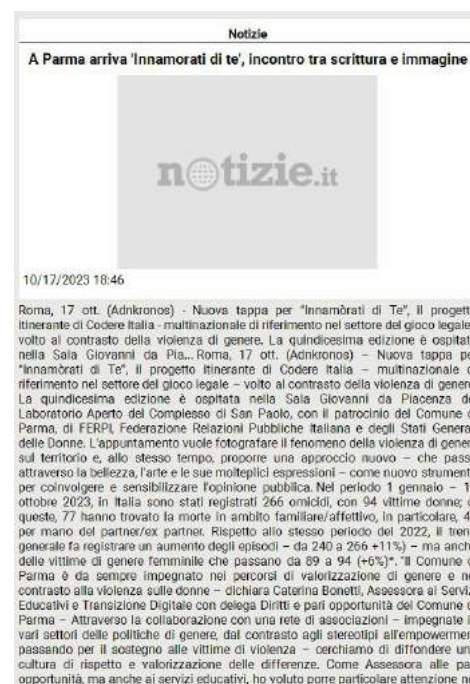 Notizie
A Parma arriva 'Innamorati di te', incontro tra scrittura e immagine
notizie.it
10/17/2023 18:46
Roma, 17 ott. (Adnkronos) - Nuova tappa per "Innamòrati di Te", il progett
itinerante di Codere Italia - multinazionale di riferimento nel settore del gioco legale
volto al contrasto della violenza di genere. La quindicesima edizione è ospitat
nella Sala Giovanni da Pia... Roma, 17 ott. (Adnkronos) – Nuova tappa pe
"Innamòrati di Te", il progetto itinerante di Codere Italia – multinazionale d
riferimento nel settore del gioco legale – volto al contrasto della violenza di gener
La quindicesima edizione è ospitata nella Sala Giovanni da Piacenza de
Laboratorio Aperto del Complesso di San Paolo, con il patrocinio del Comune d
Parma, di FERPI, Federazione Relazioni Pubbliche Italiana e degli Stati General
delle Donne. L'appuntamento vuole fotografare il fenomeno della violenza di gener
sul territorio e, allo stesso tempo, proporre una approccio nuovo – che pass
attraverso la bellezza, l'arte e le sue molteplici espressioni – come nuovo strument
per coinvolgere e sensibilizzare l'opinione pubblica. Nel periodo 1 gennaio – 1
ottobre 2023, in Italia sono stati registrati 266 omicidi, con 94 vittime donne; d
queste, 77 hanno trovato la morte in ambito familiare/affettivo, in particolare, 4
per mano del partner/ex partner. Rispetto allo stesso periodo del 2022, il tren
generale fa registrare un aumento degli episodi – da 240 a 266 +11%) – ma anch
delle vittime di genere femminile che passano da 89 a 94 (+6%)*. "Il Comune d
Parma è da sempre impegnato nei percorsi di valorizzazione di genere e ne
contrasto alla violenza sulle donne – dichiara Caterina Bonetti, Assessora ai Serviz
Educativi e Transizione Digitale con delega Diritti e pari opportunità del Comune d
Parma – Attraverso la collaborazione con una rete di associazioni – impegnate i
vari settori delle politiche di genere, dal contrasto agli stereotipi all'empowermen
passando per il sostegno alle vittime di violenza – cerchiamo di diffondere un
cultura di rispetto e valorizzazione delle differenze. Come Assessora alle pa
opportunità, ma anche ai servizi educativi, ho voluto porre particolare attenzione ne